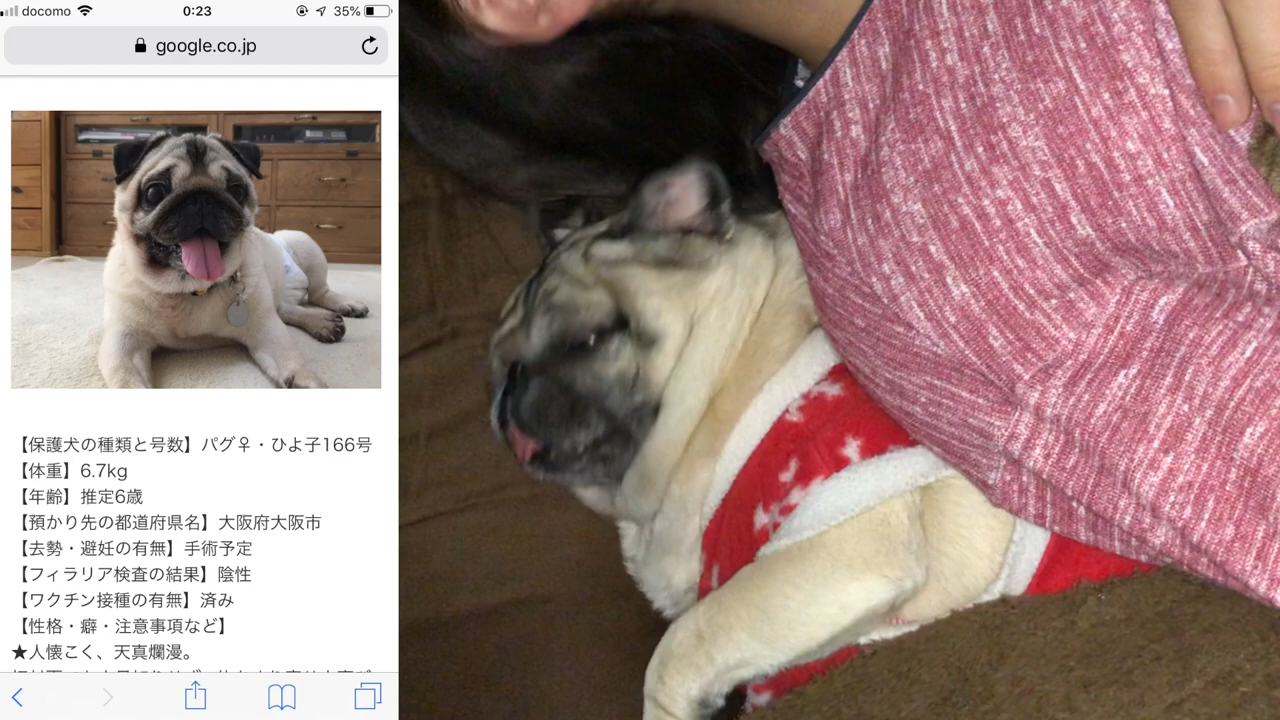 docomo 0:23 35%
google.co.jp
【保護犬の種類と号数】パグ♀・ひよ子166号
【体重】6.7kg
【年齢】推定6歳
【預かり先の都道府県名】大阪府大阪市
【去勢・避妊の有無】手術予定
【フィラリア検査の結果】陰性
【ワクチン接種の有無】済み
【性格・癖・注意事項など】
★人懐こく、天真爛漫。